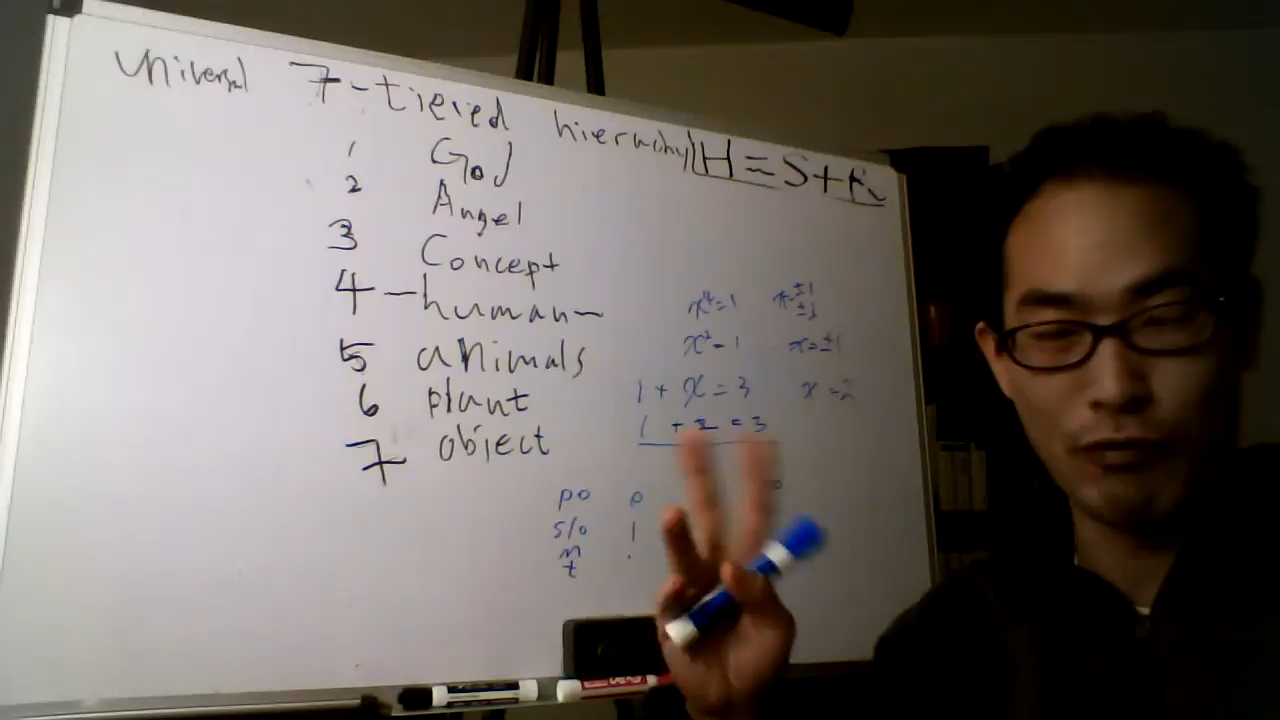 Universal 7-tiered hierarchy H=S+R
1 God
2 Angel
3 Concept
4 - human
5 animals
6 plant
7 object
x⁴=1 x=±1 ±i
x²=1 x=±1
1+x=3 x=2
1+2=3
po 0
s/o 1
m
t